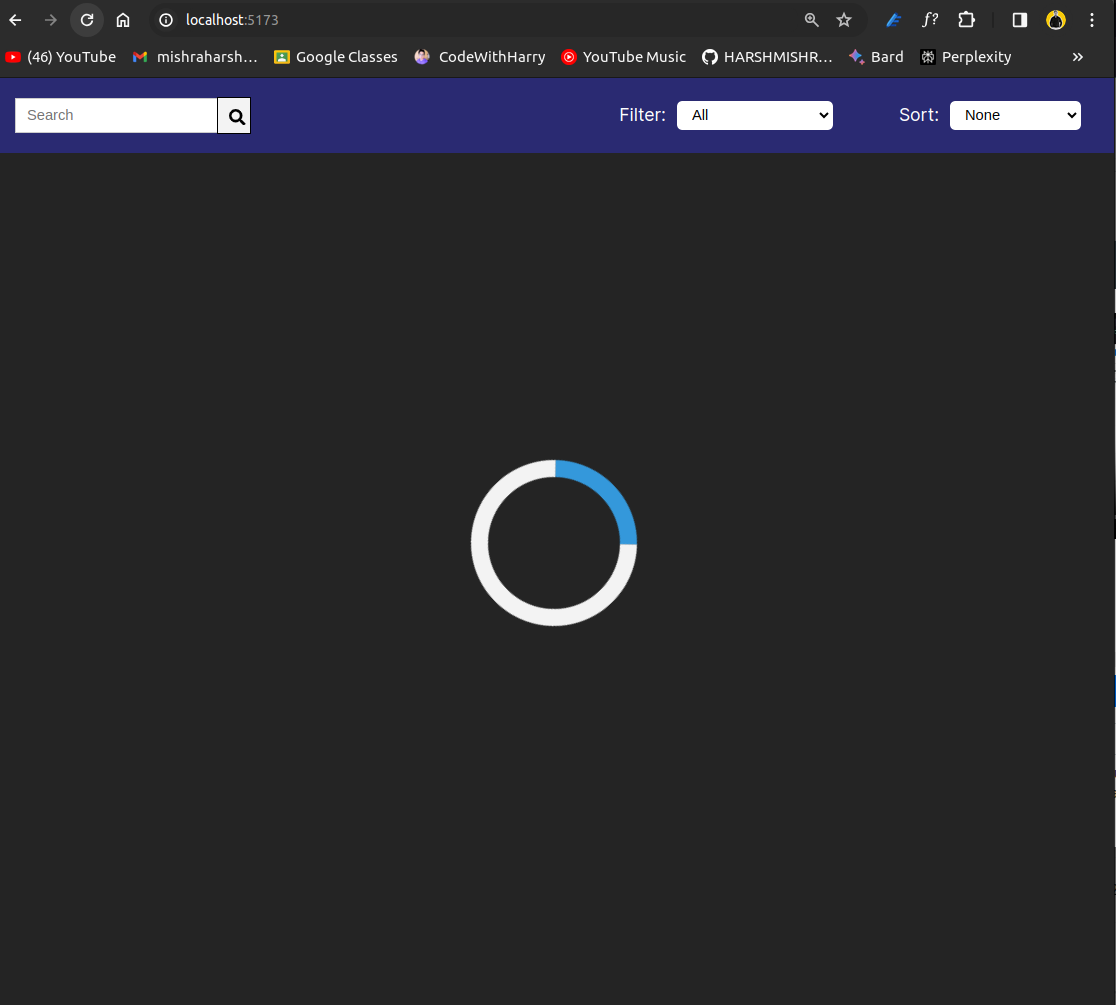 localhost:5173
f?
(46) YouTube mishraharsh... Google Classes CodeWithHarry YouTube Music HARSHMISHR... Bard Perplexity »
Search Filter: All Sort: None